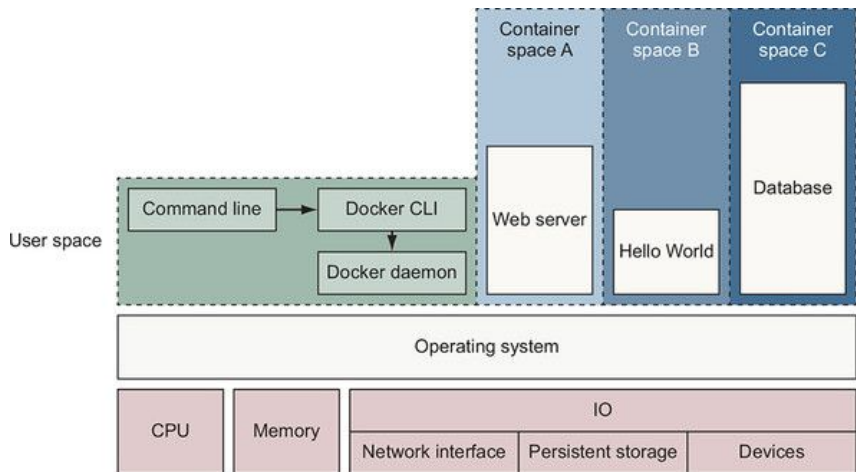 Container
space A
Container
space B
Container
space C
Command line
Docker CLI
Docker daemon
Web server
Hello World
Database
User space
Operating system
CPU
Memory
IO
Network interface
Persistent storage
Devices